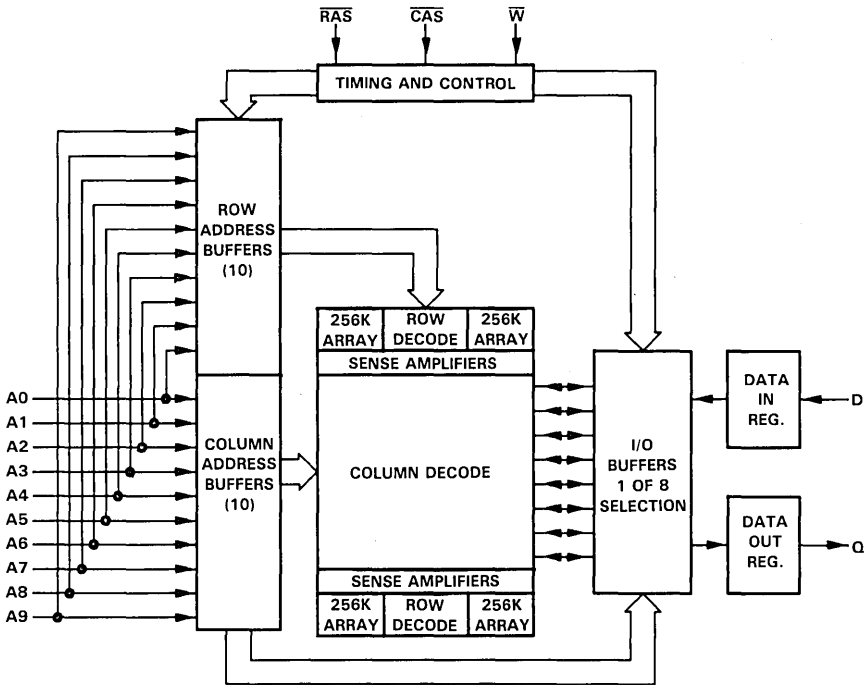 RAS CAS W
TIMING AND CONTROL
ROW
ADDRESS
BUFFERS
(10)
256K
ARRAY
ROW
DECODE
256K
ARRAY
SENSE AMPLIFIERS
A0
A1
A2
A3
A4
A5
A6
A7
A8
A9
COLUMN
ADDRESS
BUFFERS
(10)
COLUMN DECODE
I/O
BUFFERS
1 OF 8
SELECTION
DATA
IN
REG.
D
DATA
OUT
REG.
Q
SENSE AMPLIFIERS
256K
ARRAY
ROW
DECODE
256K
ARRAY